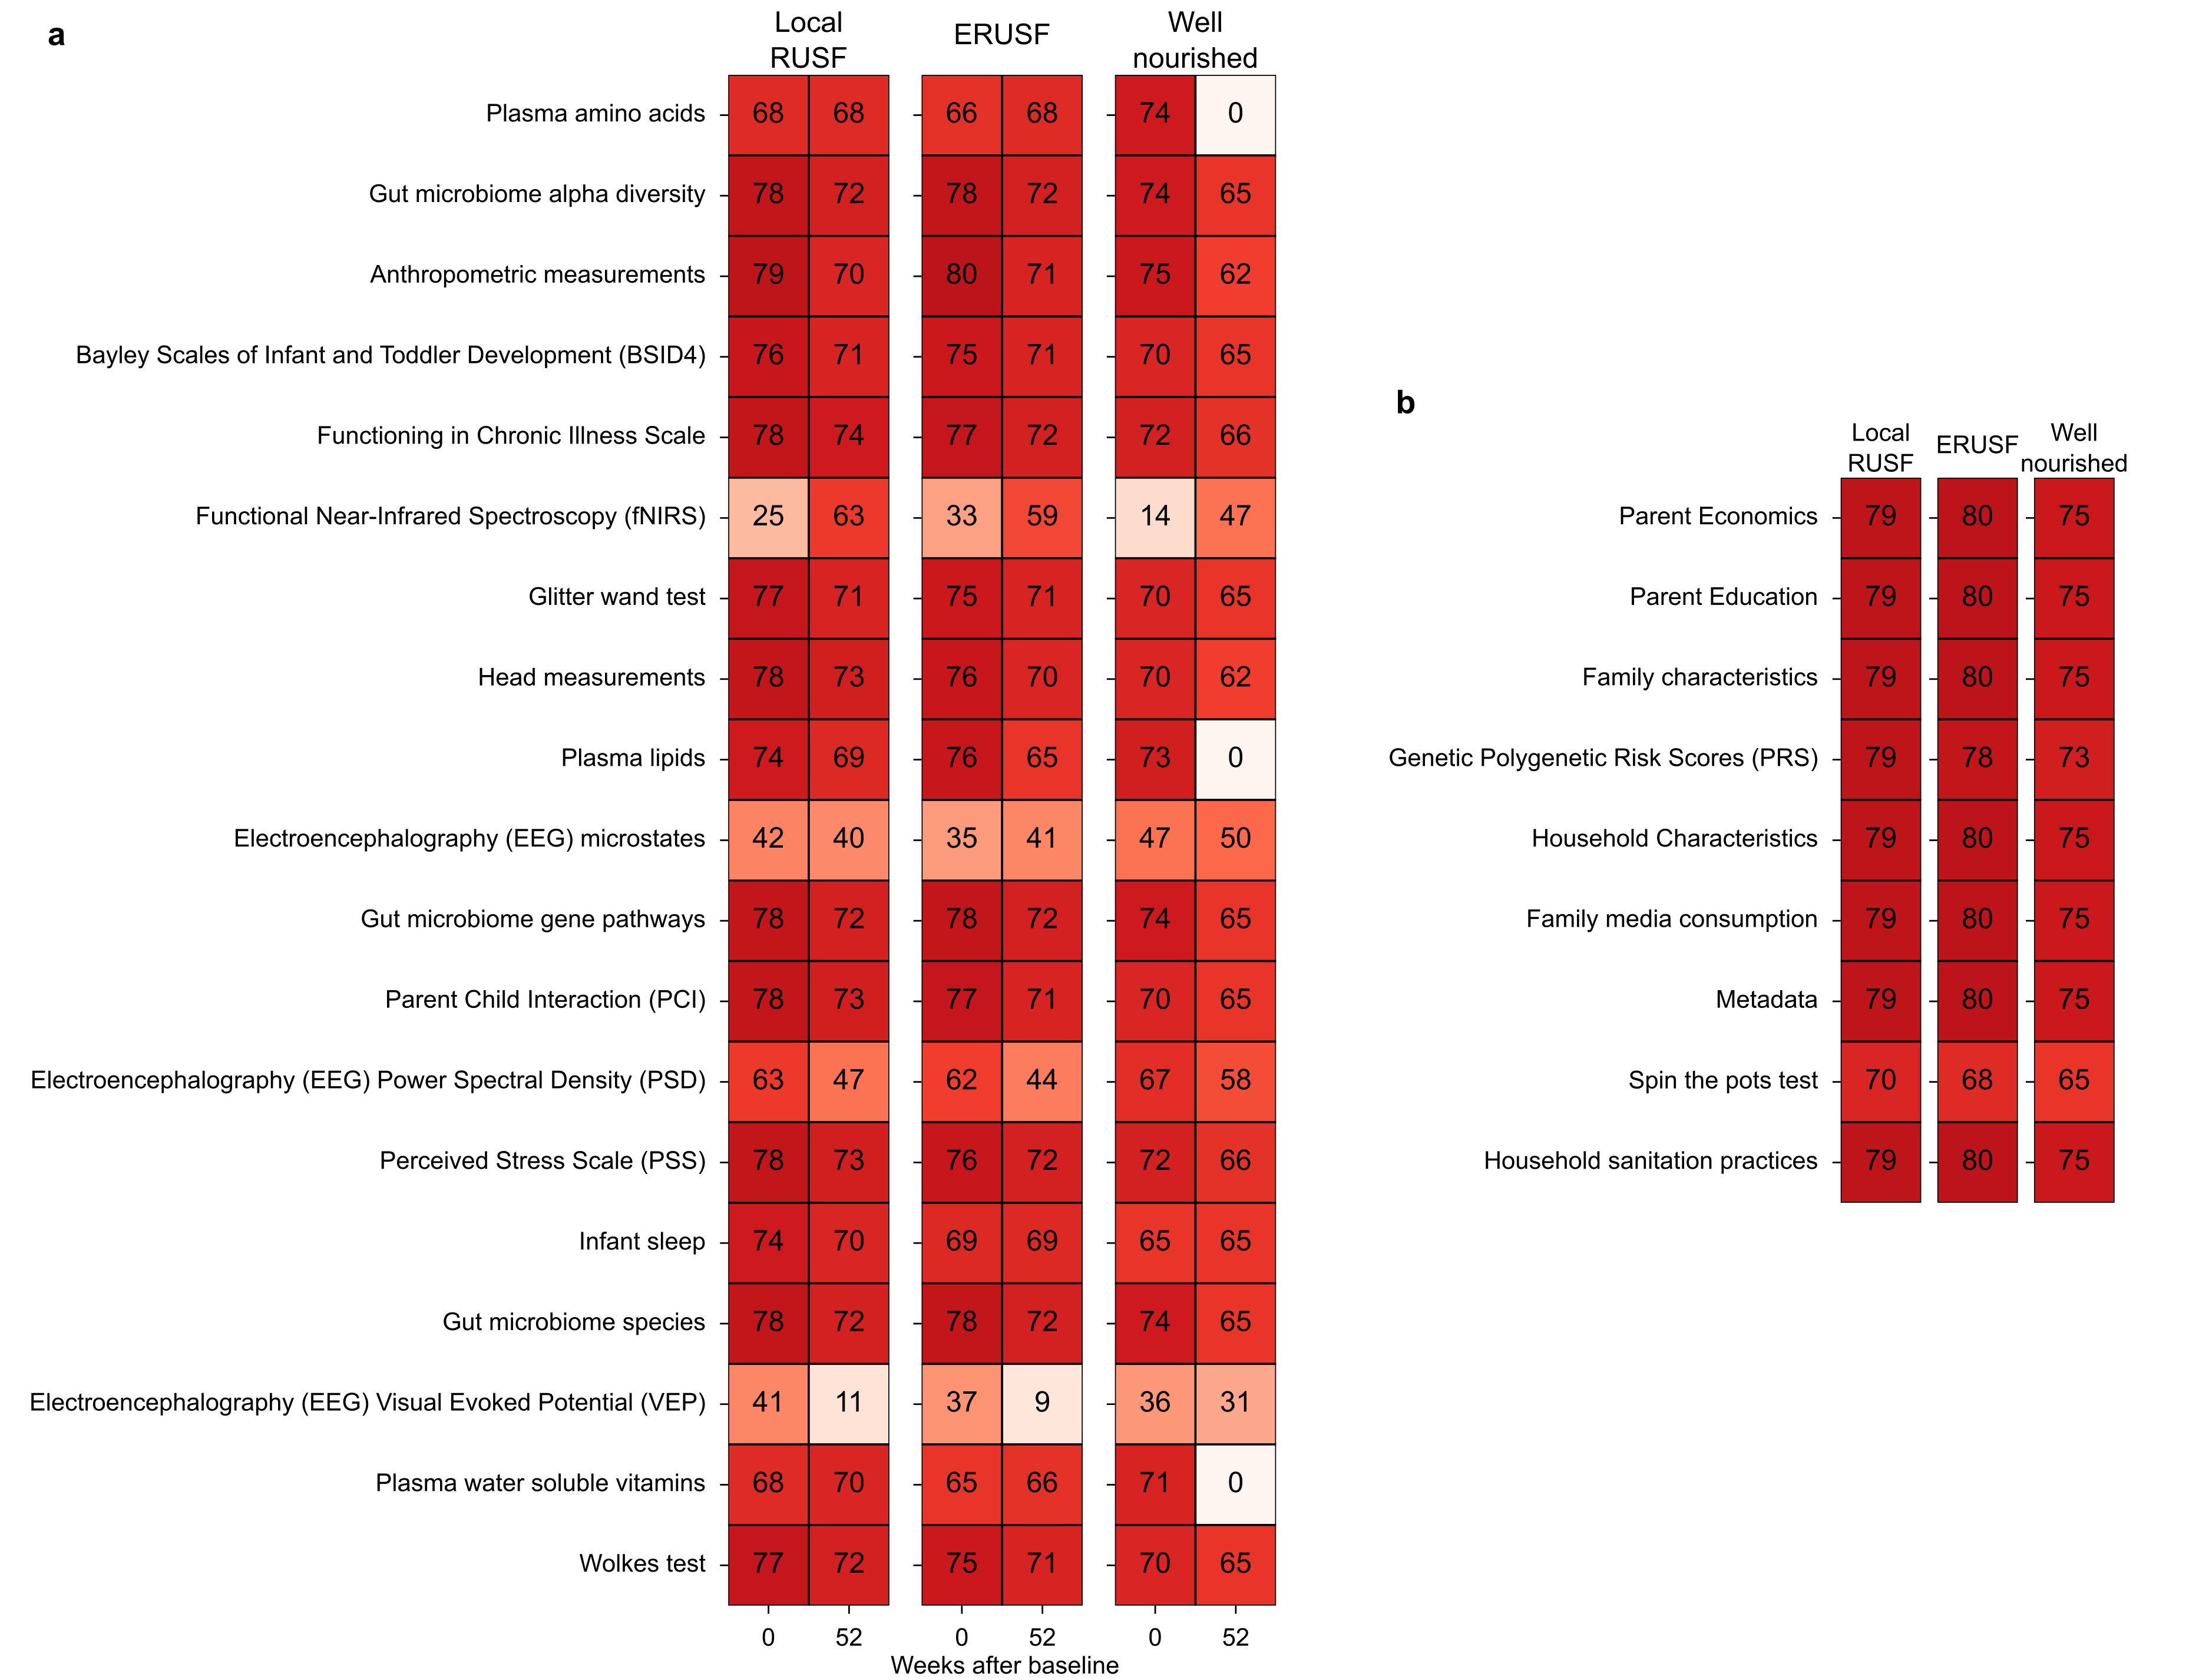 a
Local
RUSF
ERUSF
Well
nourished
Plasma amino acids 68 68 66 68 74 0
Gut microbiome alpha diversity 78 72 78 72 74 65
Anthropometric measurements 79 70 80 71 75 62
Bayley Scales of Infant and Toddler Development (BSID4) 76 71 75 71 70 65
Functioning in Chronic Illness Scale 78 74 77 72 72 66
Functional Near-Infrared Spectroscopy (fNIRS) 25 63 33 59 14 47
Glitter wand test 77 71 75 71 70 65
Head measurements 78 73 76 70 70 62
Plasma lipids 74 69 76 65 73 0
Electroencephalography (EEG) microstates 42 40 35 41 47 50
Gut microbiome gene pathways 78 72 78 72 74 65
Parent Child Interaction (PCI) 78 73 77 71 70 65
Electroencephalography (EEG) Power Spectral Density (PSD) 63 47 62 44 67 58
Perceived Stress Scale (PSS) 78 73 76 72 72 66
Infant sleep 74 70 69 69 65 65
Gut microbiome species 78 72 78 72 74 65
Electroencephalography (EEG) Visual Evoked Potential (VEP) 41 11 37 9 36 31
Plasma water soluble vitamins 68 70 65 66 71 0
Wolkes test 77 72 75 71 70 65
0 52 0 52 0 52
Weeks after baseline
b
Local
RUSF
ERUSF
Well
nourished
Parent Economics 79 80 75
Parent Education 79 80 75
Family characteristics 79 80 75
Genetic Polygenetic Risk Scores (PRS) 79 78 73
Household Characteristics 79 80 75
Family media consumption 79 80 75
Metadata 79 80 75
Spin the pots test 70 68 65
Household sanitation practices 79 80 75